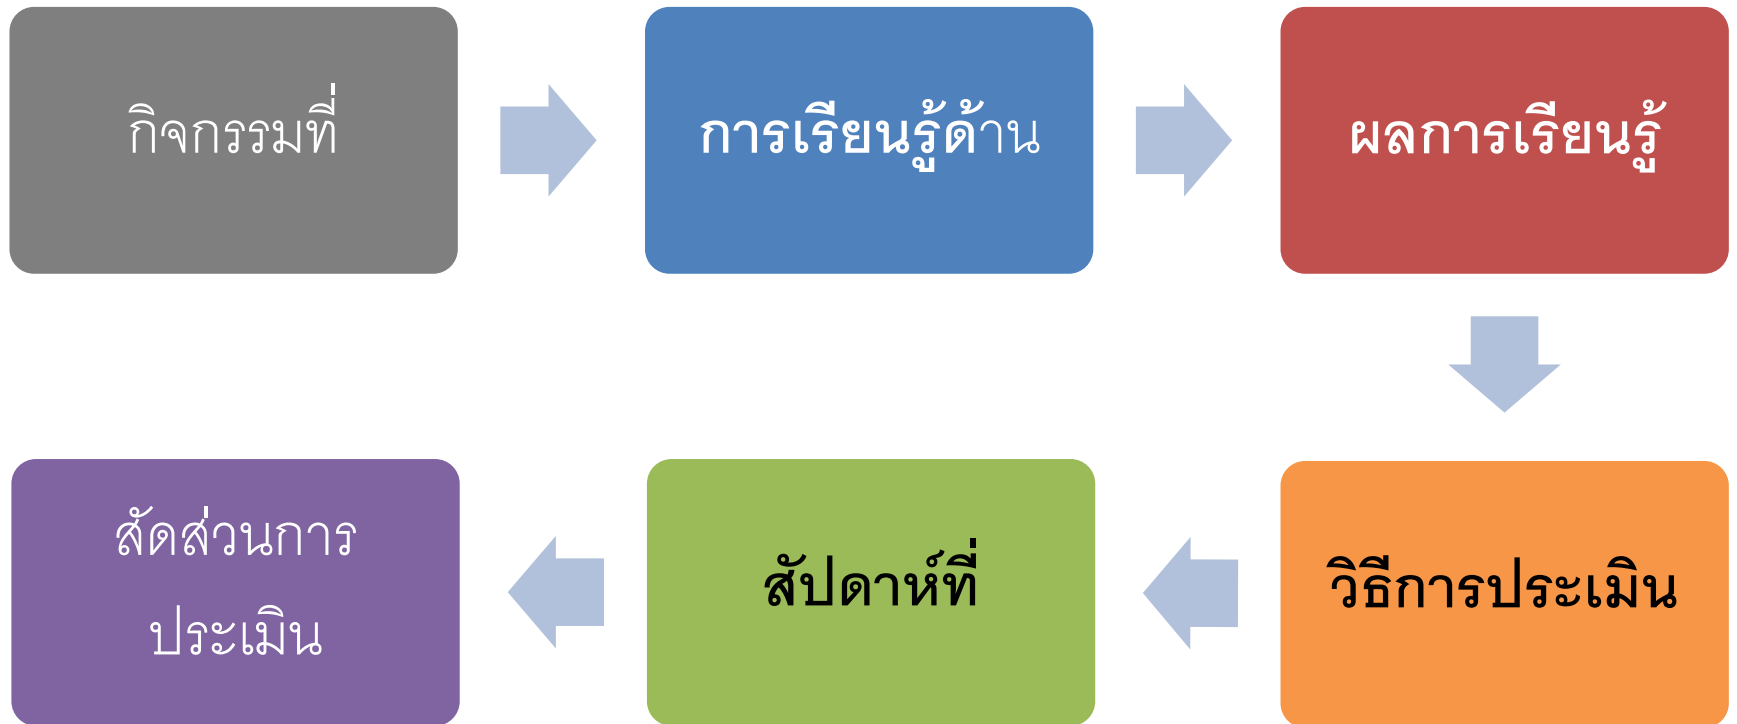 กิจกรรมที่
การเรียนรู้ด้าน
ผลการเรียนรู้
วิธีการประเมิน
สัปดาห์ที่
สัดส่วนการ
ประเมิน